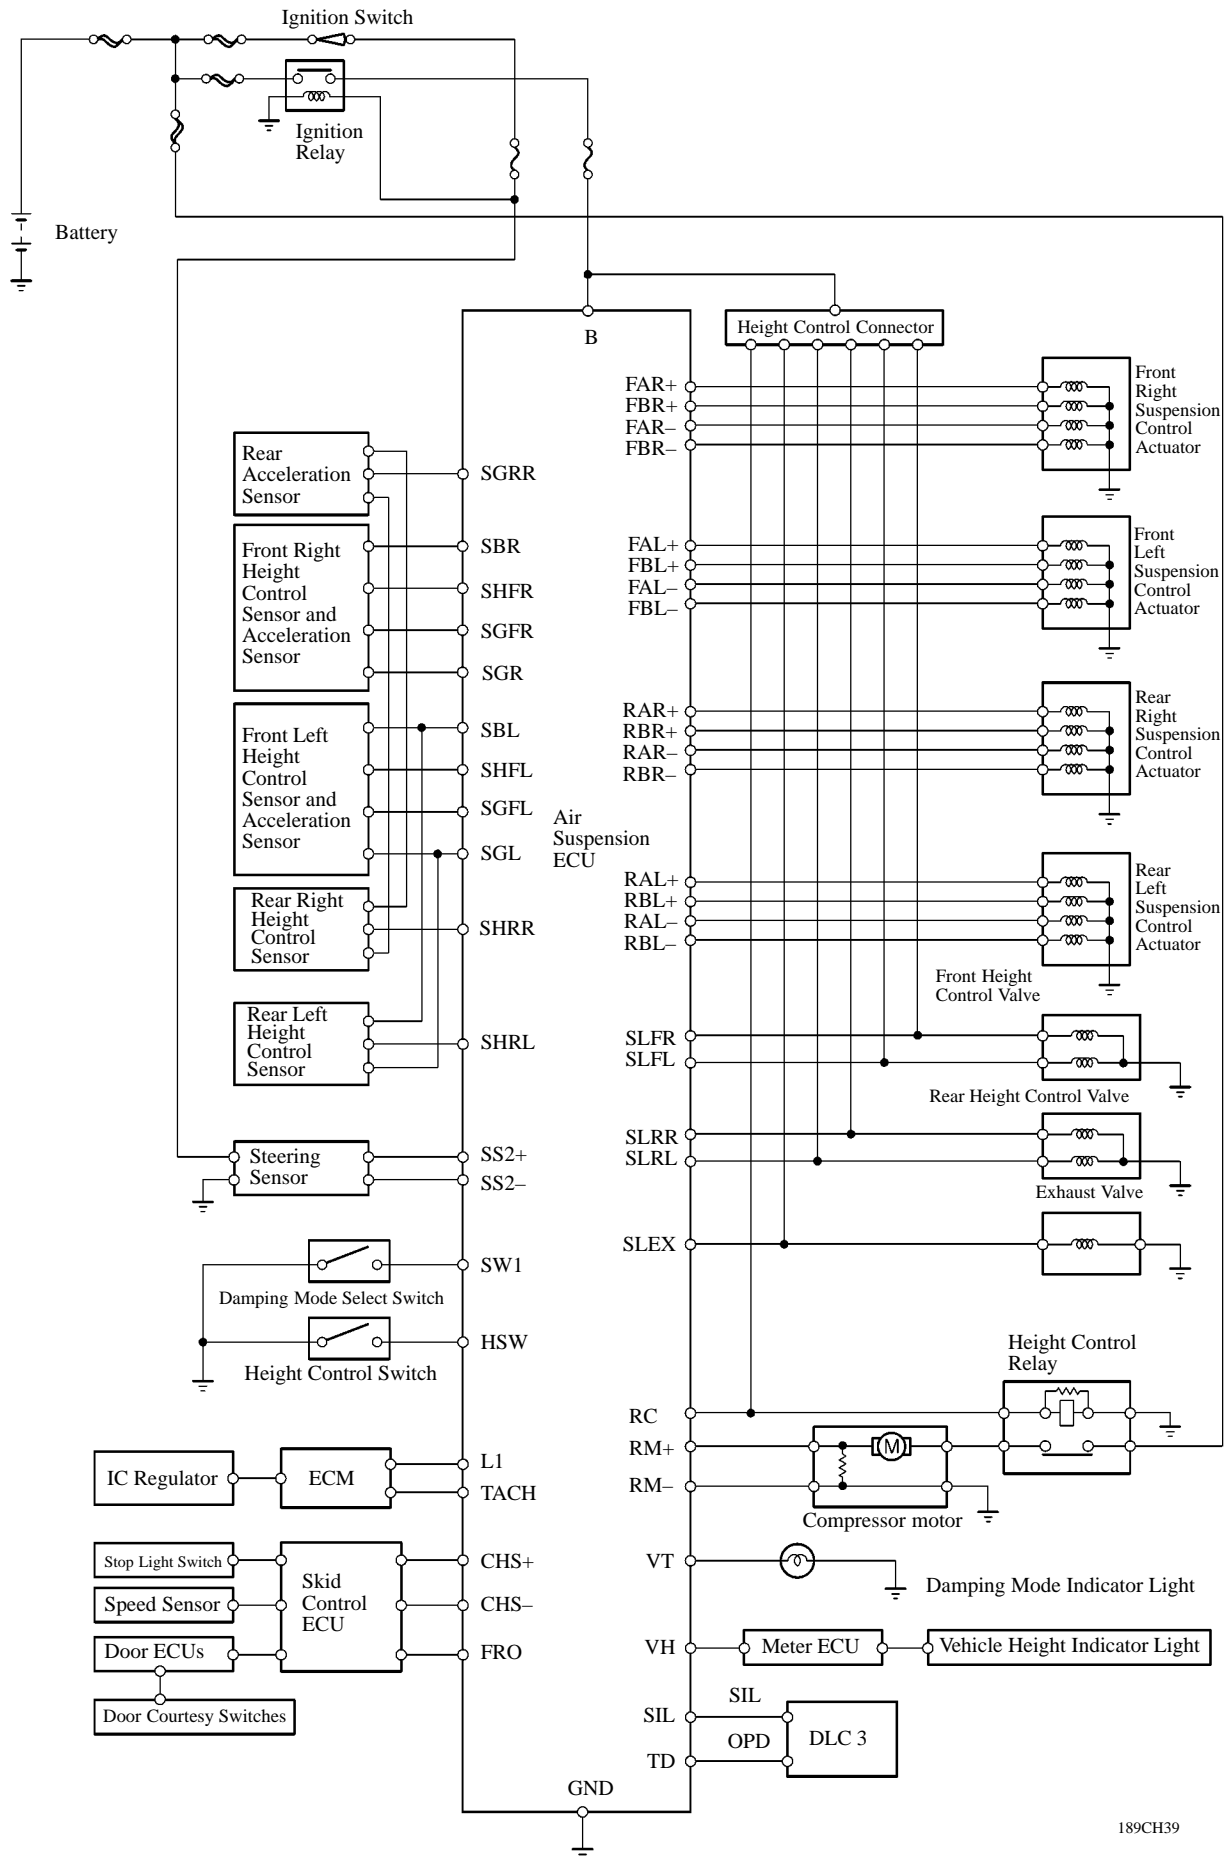 Ignition Switch
Ignition
Relay
Battery
B
Height Control Connector
FAR+
FBR+
FAR–
FBR–
Front
Right
Suspension
Control
Actuator
Rear
Acceleration
Sensor
SGRR
Front Right
Height
Control
Sensor and
Acceleration
Sensor
SBR
SHFR
SGFR
SGR
FAL+
FBL+
FAL–
FBL–
Front
Left
Suspension
Control
Actuator
Front Left
Height
Control
Sensor and
Acceleration
Sensor
SBL
SHFL
SGFL
SGL
Air
Suspension
ECU
RAR+
RBR+
RAR–
RBR–
Rear
Right
Suspension
Control
Actuator
Rear Right
Height
Control
Sensor
SHRR
RAL+
RBL+
RAL–
RBL–
Rear
Left
Suspension
Control
Actuator
Rear Left
Height
Control
Sensor
SHRL
Front Height
Control Valve
SLFR
SLFL
Rear Height Control Valve
Steering
Sensor
SS2+
SS2–
SLRR
SLRL
Exhaust Valve
SLEX
SW1
Damping Mode Select Switch
HSW
Height Control Switch
Height Control
Relay
RC
RM+
RM–
M
Compressor motor
IC Regulator
ECM
L1
TACH
Stop Light Switch
Speed Sensor
Door ECUs
Door Courtesy Switches
Skid
Control
ECU
CHS+
CHS–
FRO
VT
Damping Mode Indicator Light
VH
Meter ECU
Vehicle Height Indicator Light
SIL
SIL
OPD
TD
DLC 3
GND
189CH39